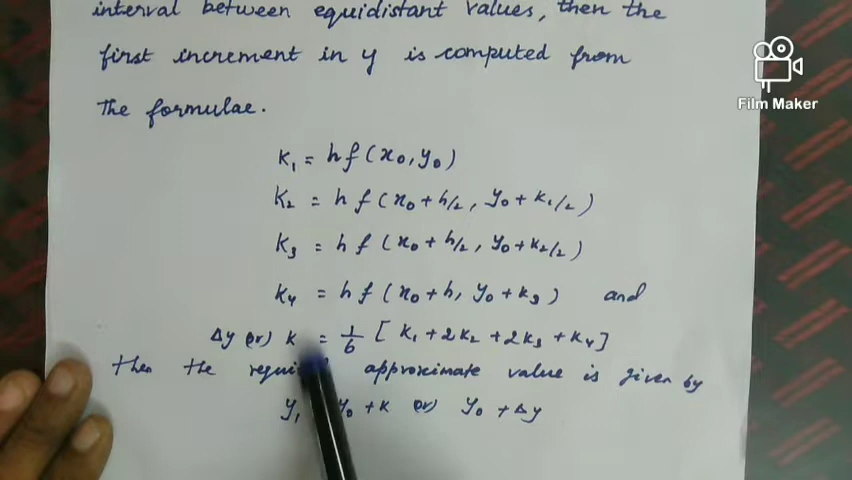 interval between equidistant values, then the
first increment in y is computed from
the formulae.
Film Maker
K₁ = hf(x₀, y₀)
K₂ = hf(x₀ + h/2, y₀ + K₁/2)
K₃ = hf(x₀ + h/2, y₀ + K₂/2)
K₄ = hf(x₀ + h, y₀ + K₃) and
Δy (or) K = 1/6 [K₁ + 2K₂ + 2K₃ + K₄]
then the approximate value is given by
y₁ y₀ + K (or) y₀ + Δy